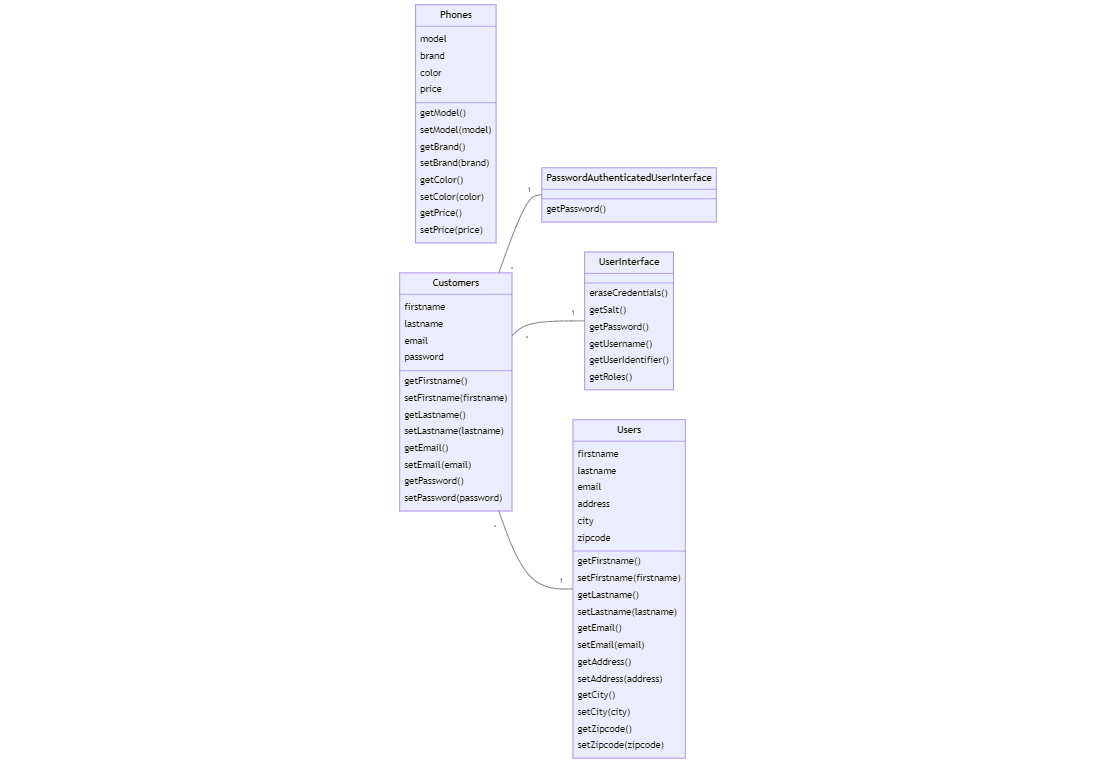 Phones
model
brand
color
price
getModel()
setModel(model)
getBrand()
setBrand(brand)
getColor()
setColor(color)
getPrice()
setPrice(price)
1
PasswordAuthenticatedUserInterface
getPassword()
*
Customers
firstname
lastname
email
password
getFirstname()
setFirstname(firstname)
getLastname()
setLastname(lastname)
getEmail()
setEmail(email)
getPassword()
setPassword(password)
*
1
UserInterface
eraseCredentials()
getSalt()
getPassword()
getUsername()
getUserIdentifier()
getRoles()
*
1
Users
firstname
lastname
email
address
city
zipcode
getFirstname()
setFirstname(firstname)
getLastname()
setLastname(lastname)
getEmail()
setEmail(email)
getAddress()
setAddress(address)
getCity()
setCity(city)
getZipcode()
setZipcode(zipcode)